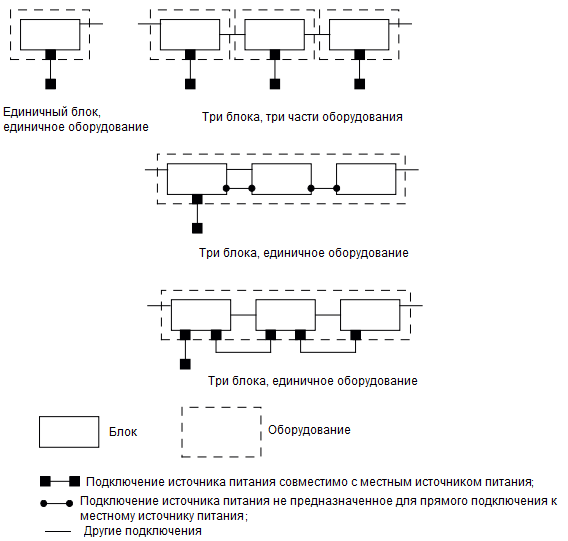 Единичный блок,
единичное оборудование
Три блока, три части оборудования
Три блока, единичное оборудование
Три блока, единичное оборудование
Блок
Оборудование
Подключение источника питания совместимо с местным источником питания;
Подключение источника питания не предназначенное для прямого подключения к
местному источнику питания;
Другие подключения